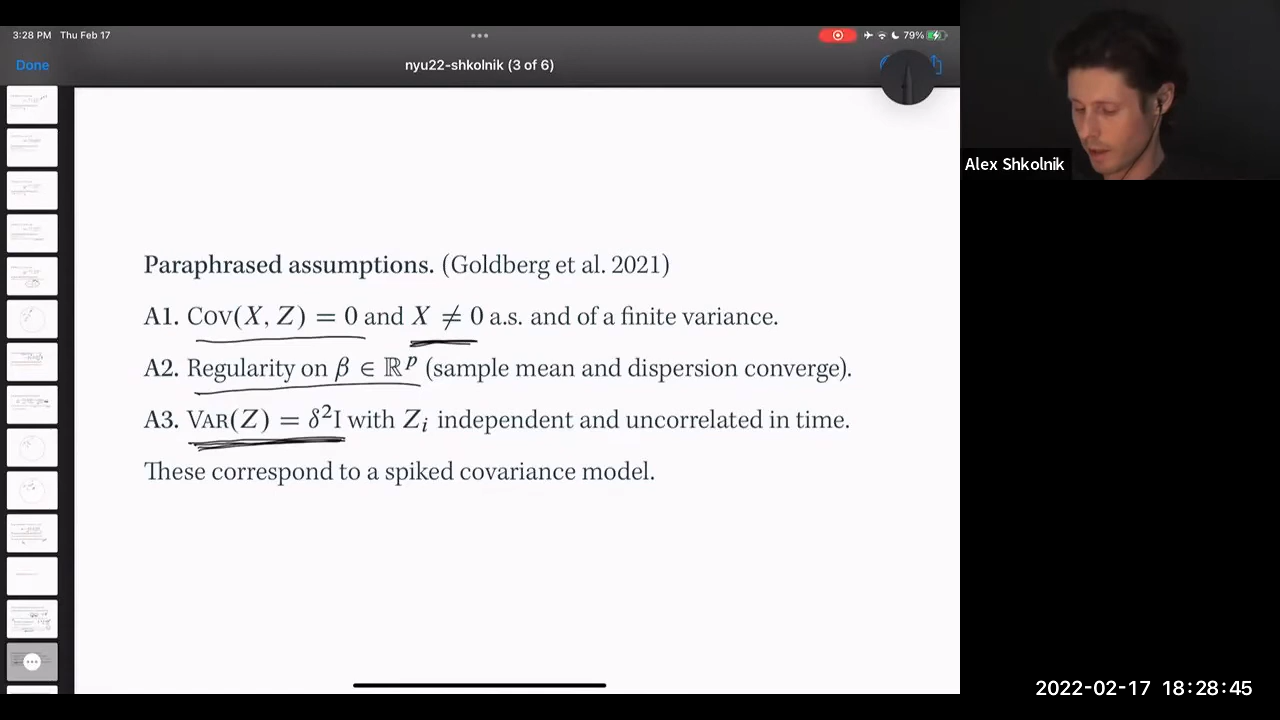 3:28 PM Thu Feb 17
79%
Done
nyu22-shkolnik (3 of 6)
Alex Shkolnik
Paraphrased assumptions. (Goldberg et al. 2021)
A1. COV(X, Z) = 0 and X ≠ 0 a.s. and of a finite variance.
A2. Regularity on β ∈ ℝᵖ (sample mean and dispersion converge).
A3. VAR(Z) = δ²I with Zᵢ independent and uncorrelated in time.
These correspond to a spiked covariance model.
2022-02-17 18:28:45